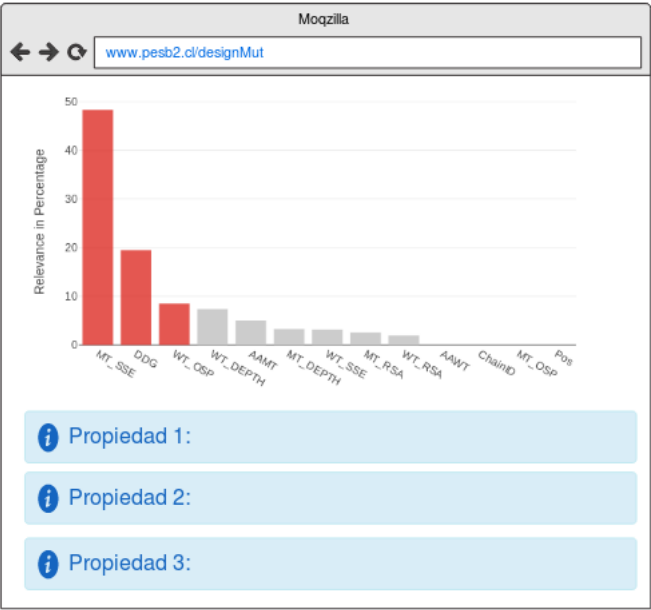 Moqzilla
www.pesb2.cl/designMut
Relevance in Percentage
50
40
30
20
10
0
MT_SSE
DDG
WT_OSP
WT_DEPTH
AAMT
MT_DEPTH
WT_SSE
MT_RSA
WT_RSA
AAWT
ChainID
MT_OSP
Pos
i Propiedad 1:
i Propiedad 2:
i Propiedad 3: